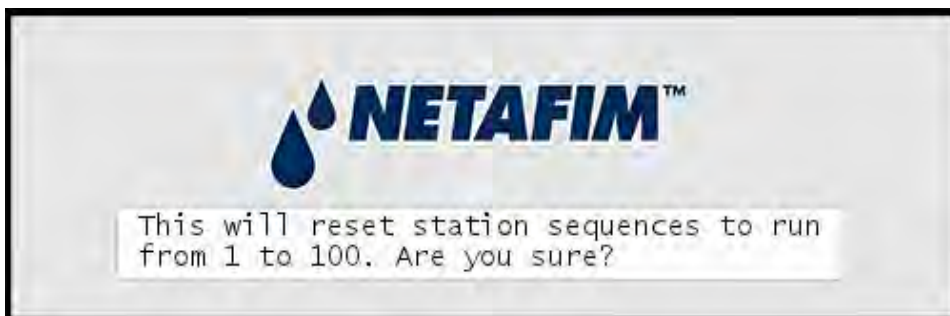 NETAFIM™
This will reset station sequences to run
from 1 to 100. Are you sure?